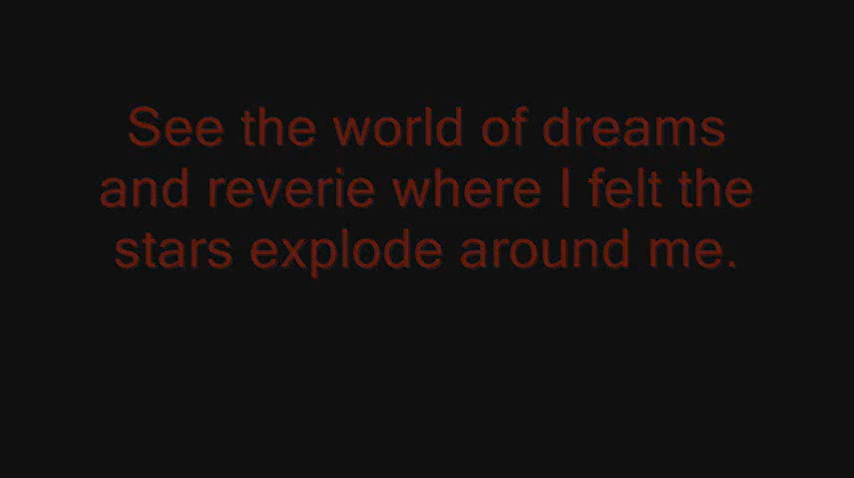 See the world of dreams
and reverie where I felt the
stars explode around me.